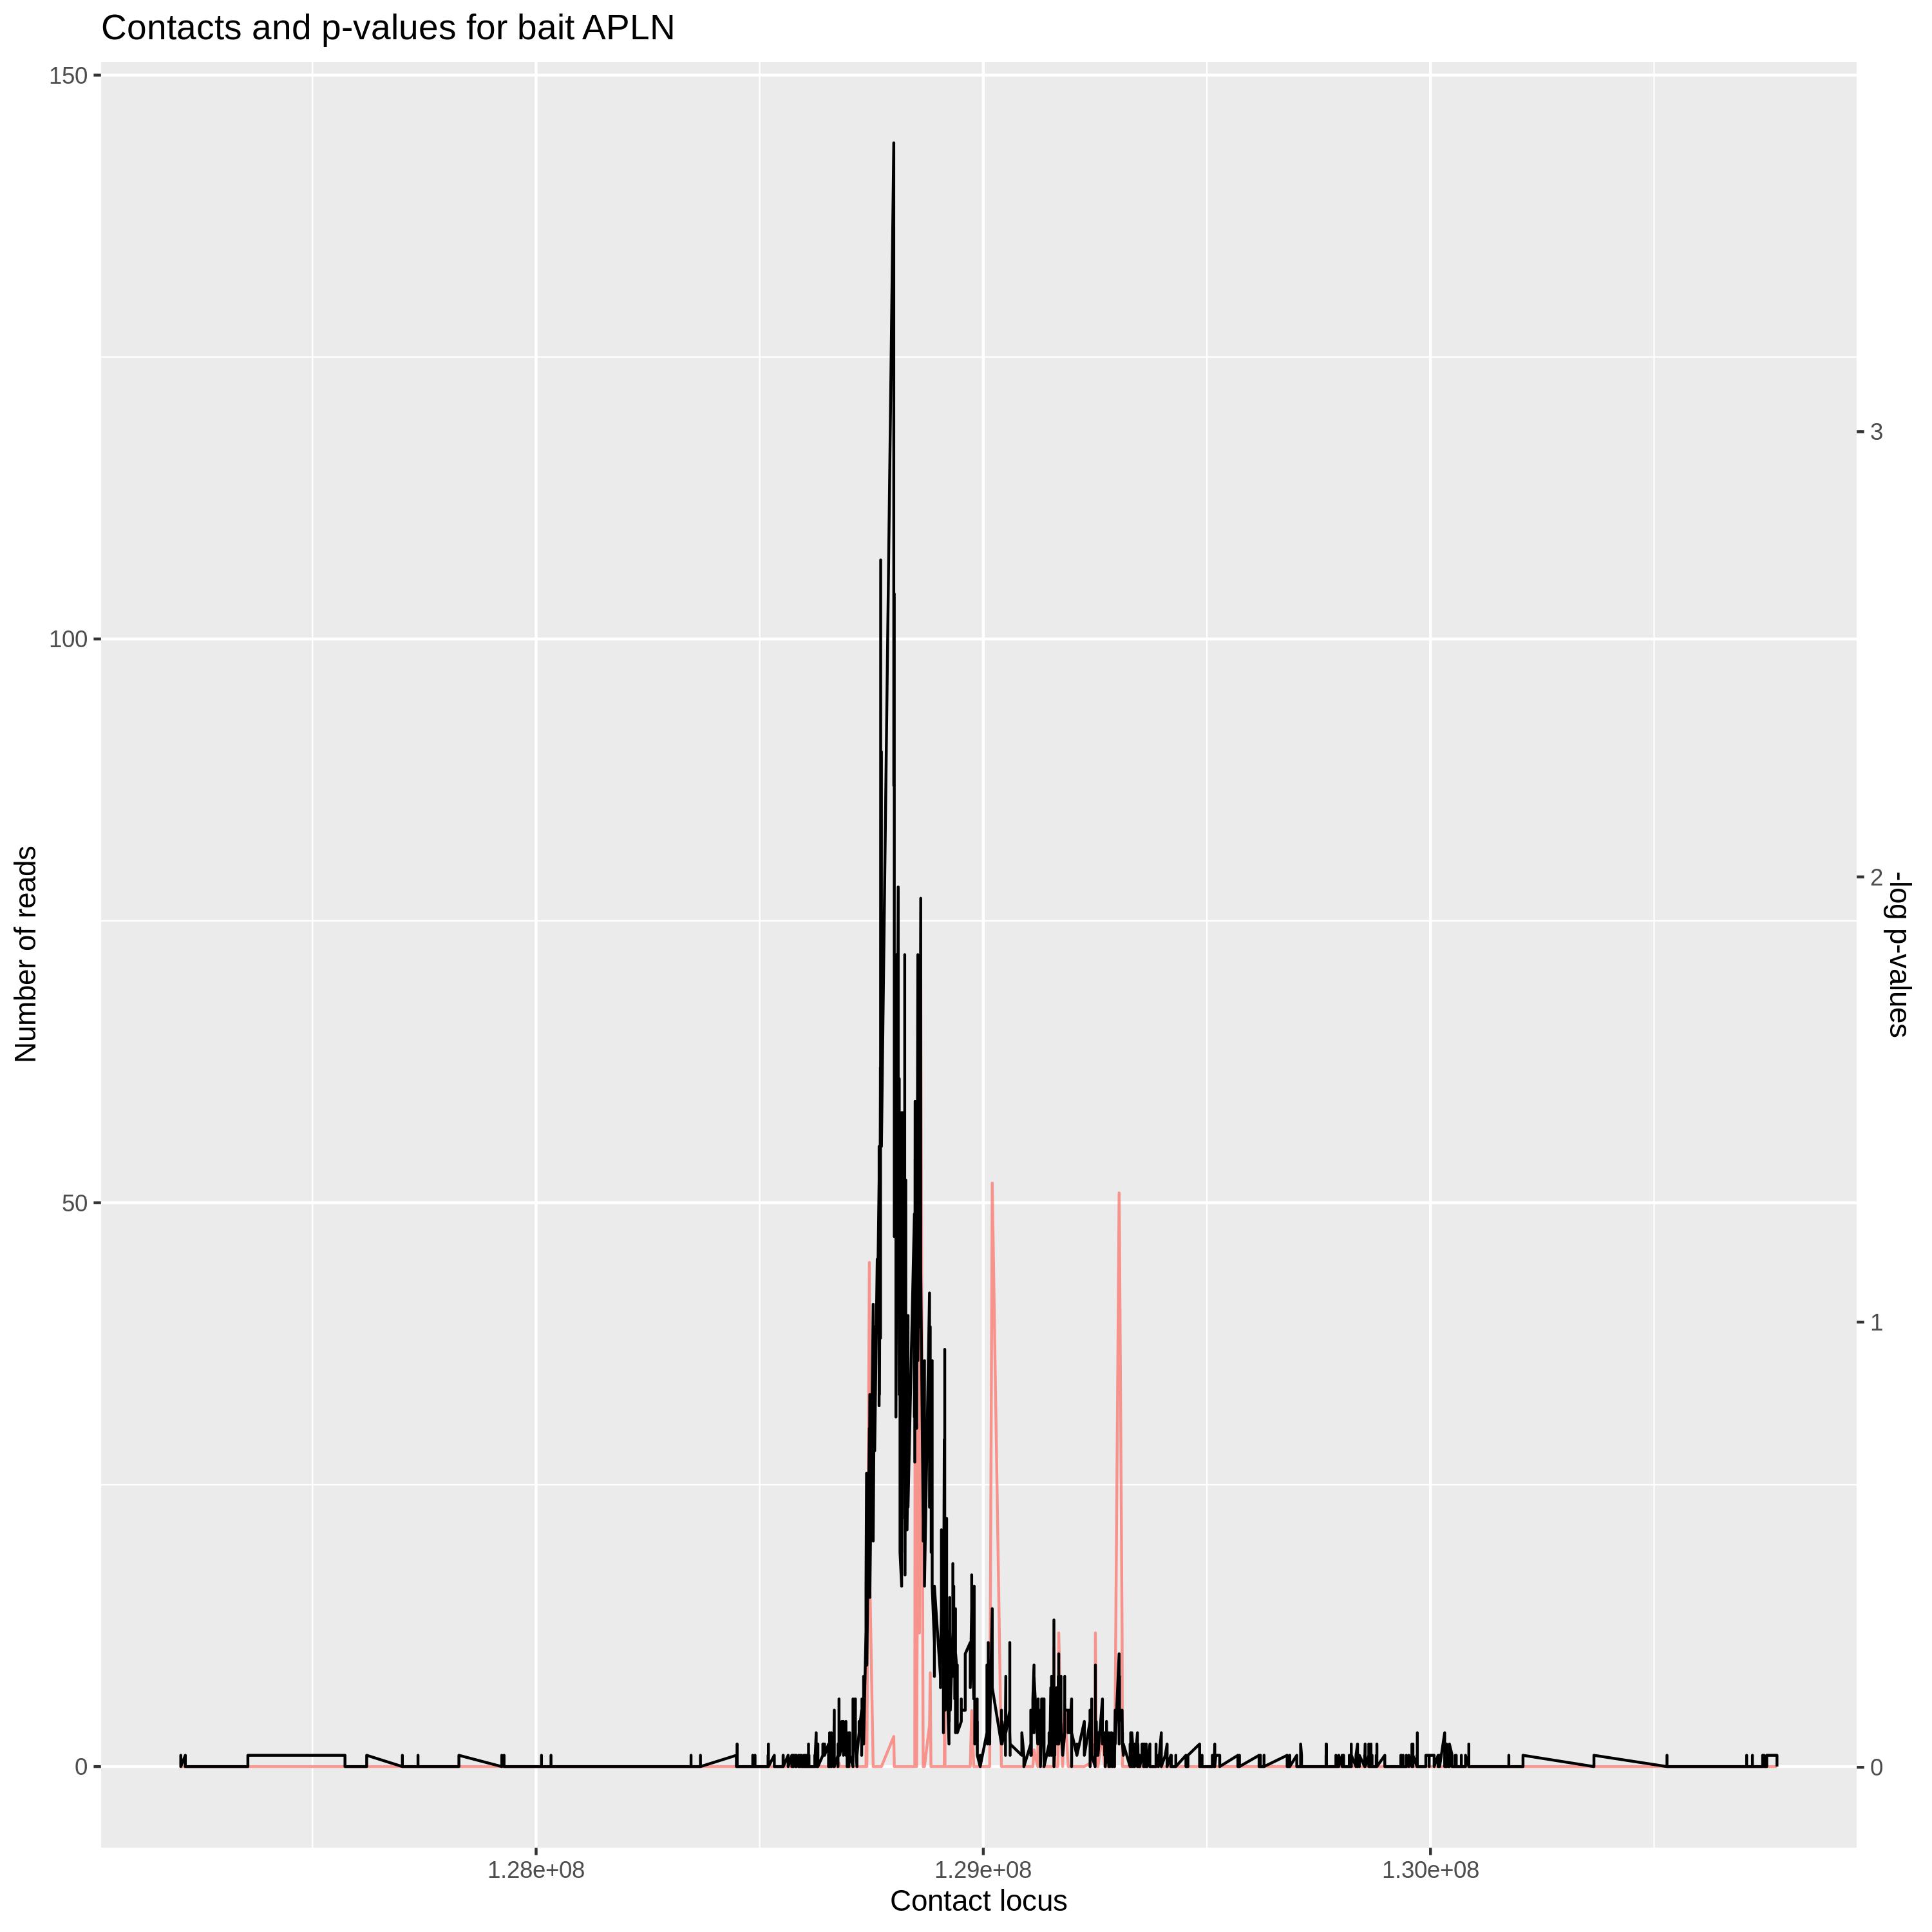 Contacts and p-values for bait APLN
150
100
50
0
Number of reads
3
2
1
0
-log p-values
1.28e+08
1.29e+08
1.30e+08
Contact locus